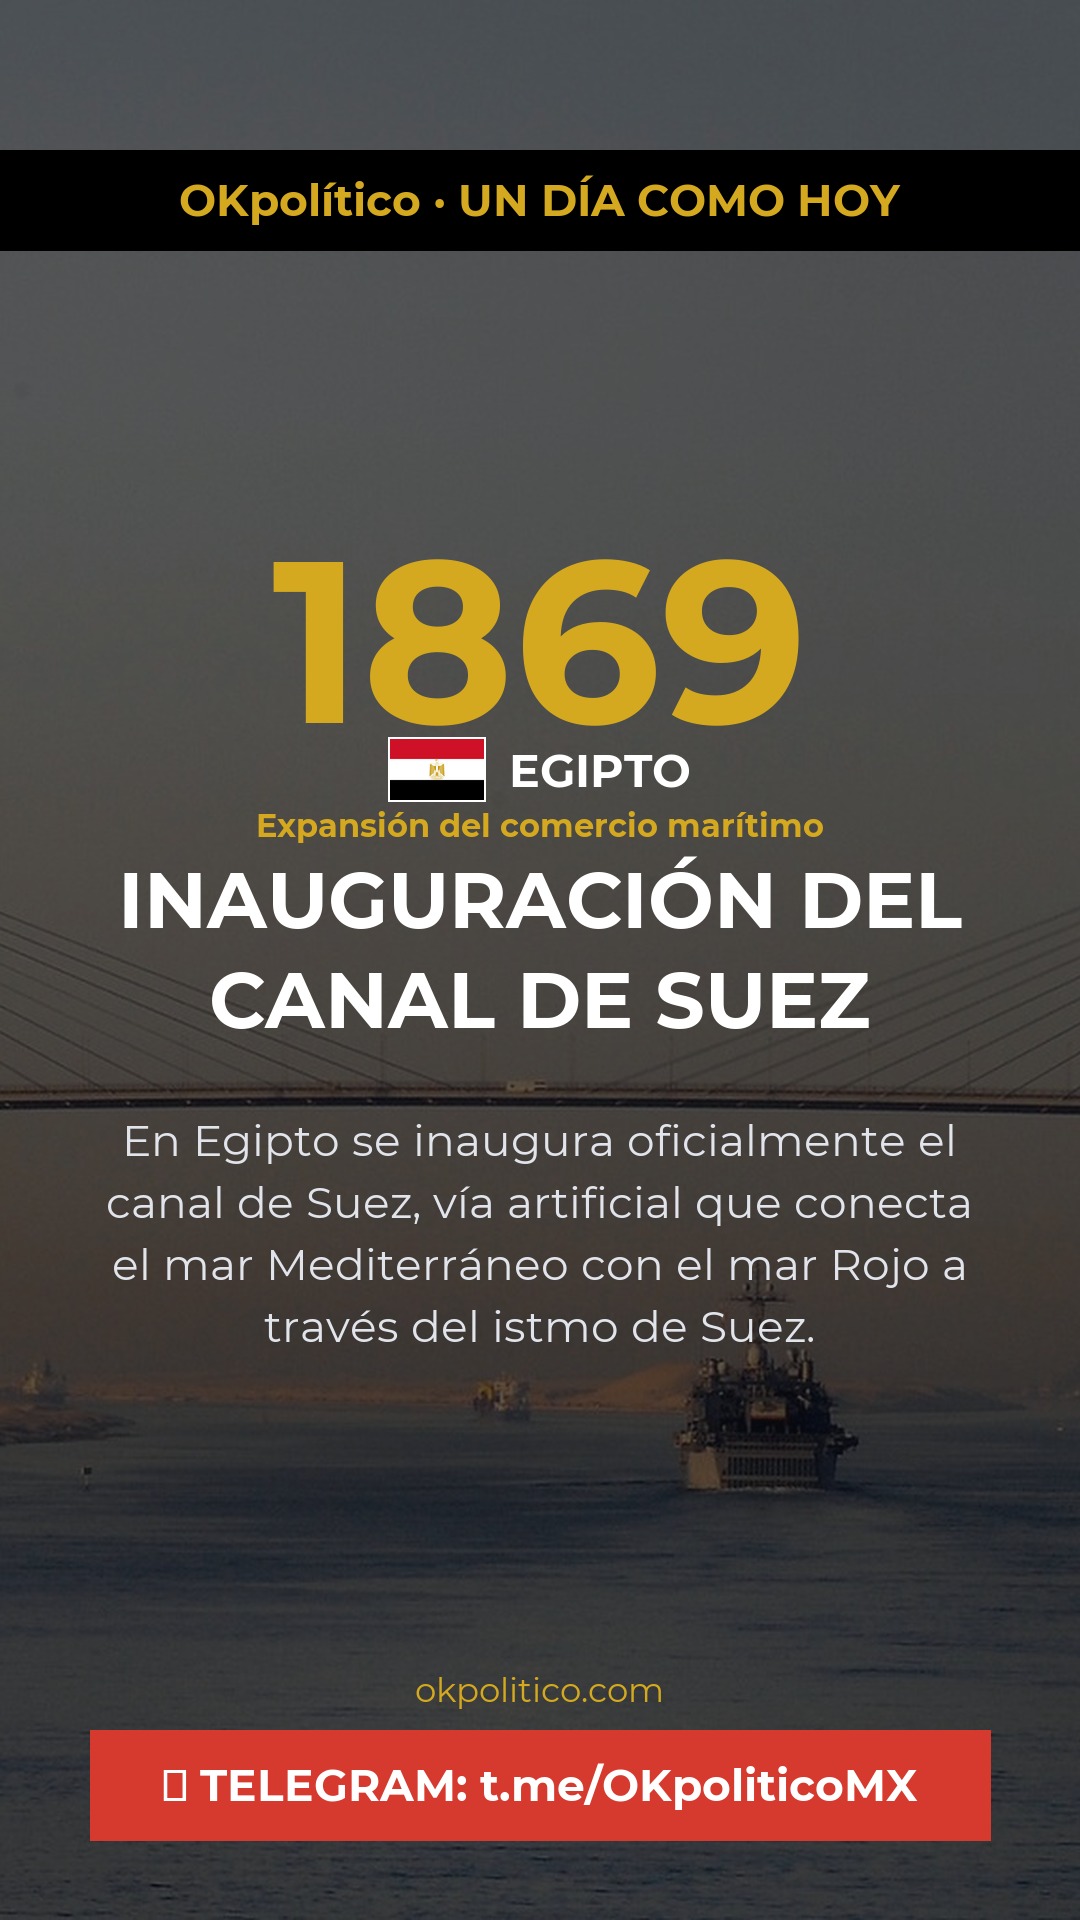 OKpolítico · UN DÍA COMO HOY
1869
EGIPTO
Expansión del comercio marítimo
INAUGURACIÓN DEL
CANAL DE SUEZ
En Egipto se inaugura oficialmente el
canal de Suez, vía artificial que conecta
el mar Mediterráneo con el mar Rojo a
través del istmo de Suez.
okpolitico.com
TELEGRAM: t.me/OKpoliticoMX